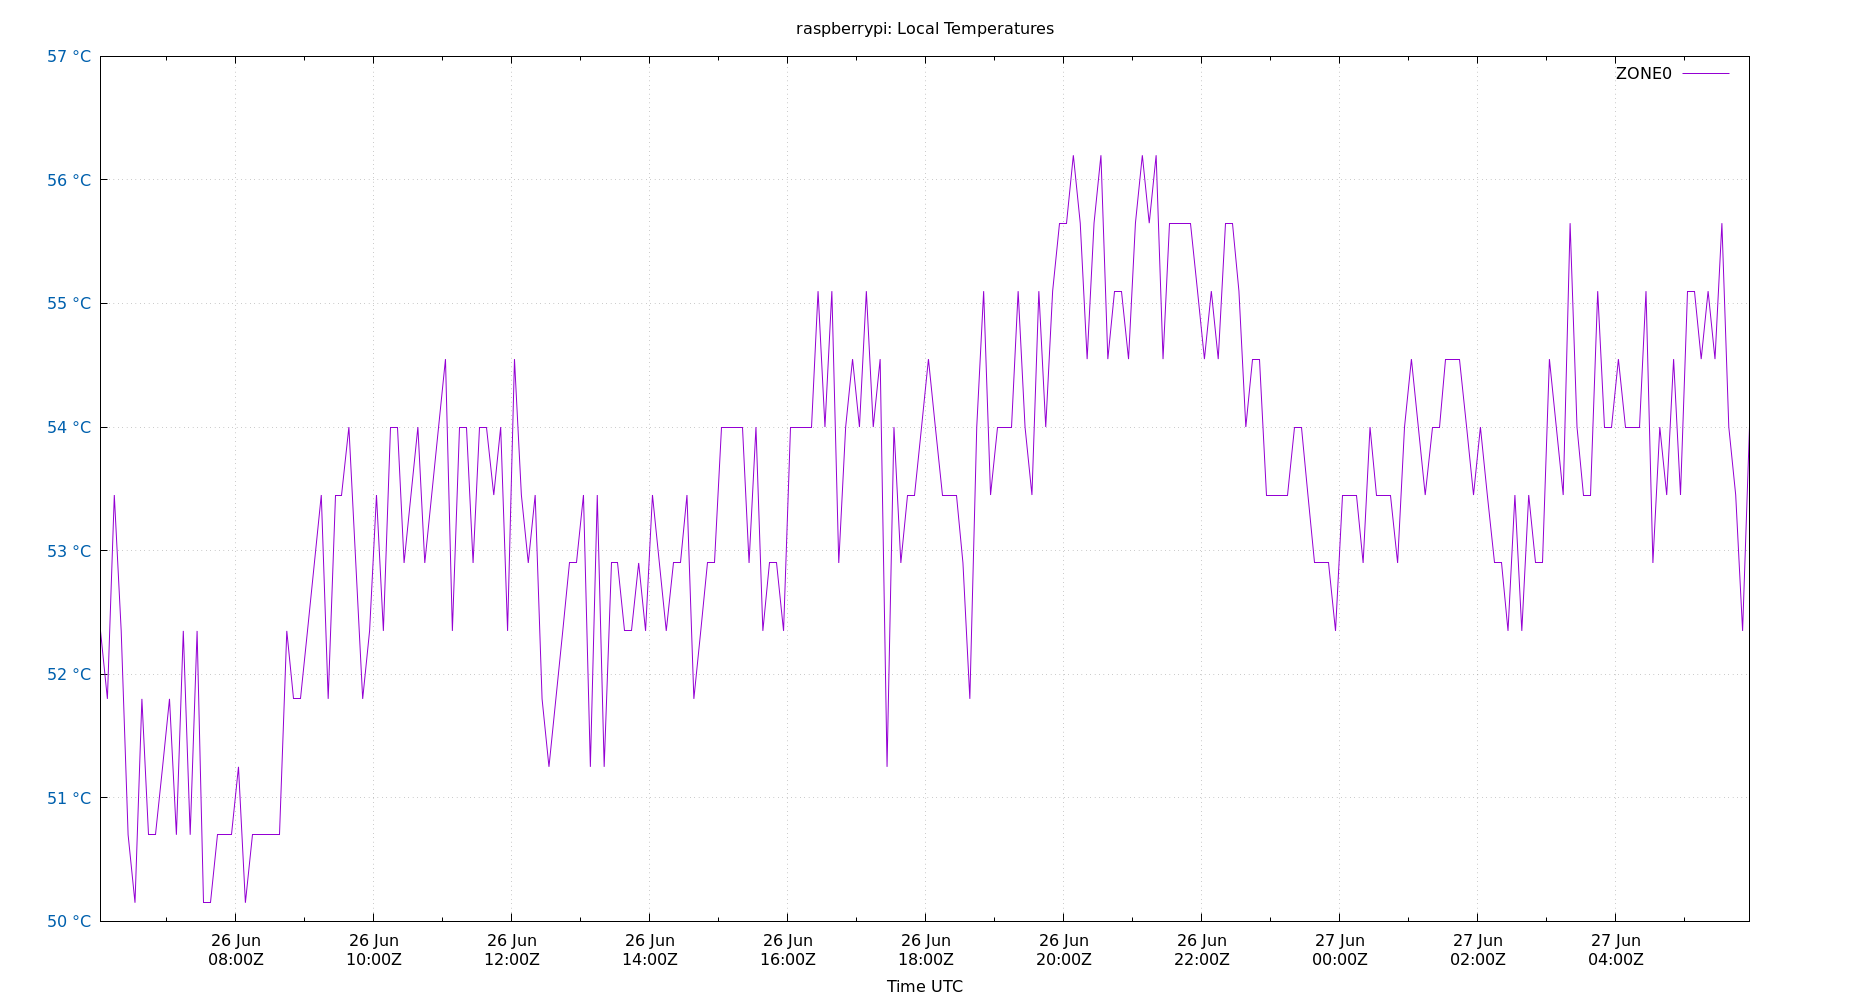 raspberrypi: Local Temperatures
57 °C
ZONE0
56 °C
55 °C
54 °C
53 °C
52 °C
51 °C
50 °C
26 Jun 26 Jun 26 Jun 26 Jun 26 Jun 26 Jun 26 Jun 26 Jun 27 Jun 27 Jun 27 Jun
08:00Z 10:00Z 12:00Z 14:00Z 16:00Z 18:00Z 20:00Z 22:00Z 00:00Z 02:00Z 04:00Z
Time UTC